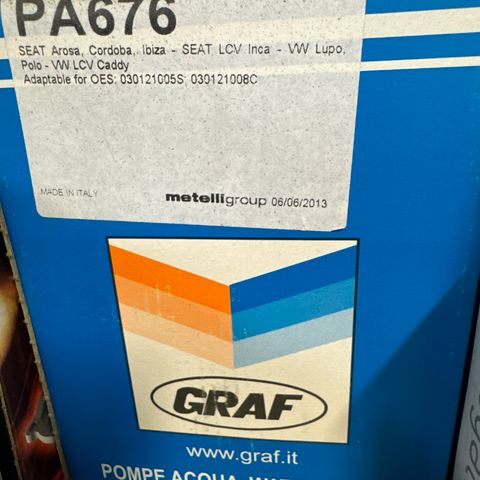 PA676
SEAT Arosa, Cordoba, Ibiza - SEAT LCV Inca - VW Lupo,
Polo - VW LCV Caddy
Adaptable for OES: 030121005S; 030121008C
MADE IN ITALY
metelligroup 06/06/2013
GRAF
www.graf.it
POMPE ACQUA